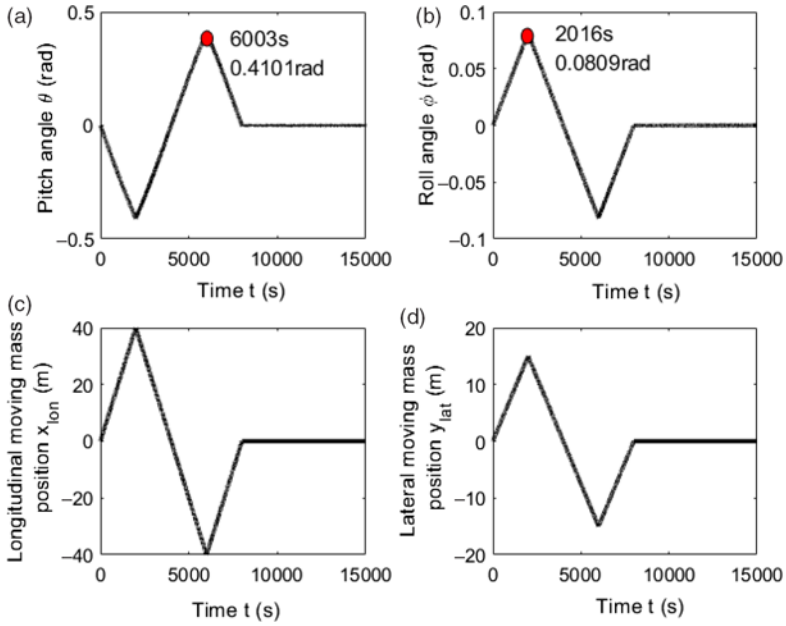 (a)
0.5
0
–0.5
Pitch angle θ (rad)
6003s
0.4101rad
0 5000 10000 15000
Time t (s)
(b)
0.1
0.05
0
–0.05
–0.1
Roll angle ϕ (rad)
2016s
0.0809rad
0 5000 10000 15000
Time t (s)
(c)
40
20
0
–20
–40
Longitudinal moving mass
position x_lon (m)
0 5000 10000 15000
Time t (s)
(d)
20
10
0
–10
–20
Lateral moving mass
position y_lat (m)
0 5000 10000 15000
Time t (s)